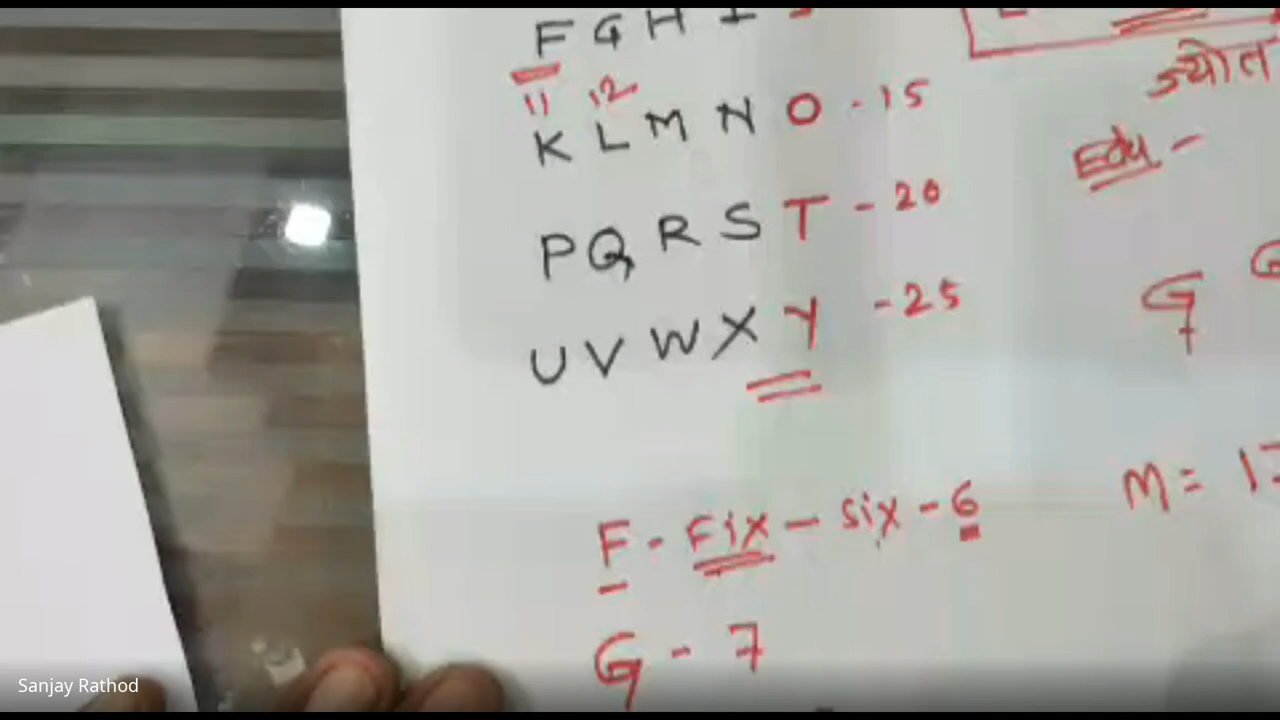 F G H I
11 12
K L M N O - 15
P Q R S T - 20
U V W X Y - 25
F - Fix - six - 6
G - 7
ज्योत
Edu -
G
M = 1
Sanjay Rathod